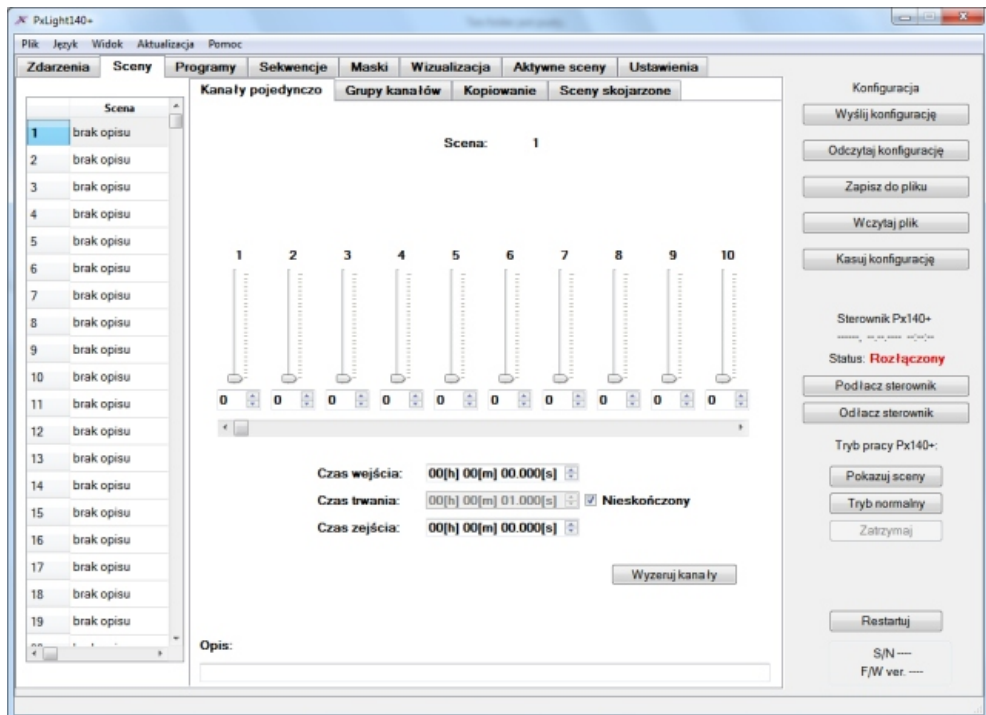 PxLight140+
Plik Język Widok Aktualizacja Pomoc
Zdarzenia Sceny Programy Sekwencje Maski Wizualizacja Aktywne sceny Ustawienia
Kanały pojedynczo Grupy kanałów Kopiowanie Sceny skojarzone
Scena
1 brak opisu
2 brak opisu
3 brak opisu
4 brak opisu
5 brak opisu
6 brak opisu
7 brak opisu
8 brak opisu
9 brak opisu
10 brak opisu
11 brak opisu
12 brak opisu
13 brak opisu
14 brak opisu
15 brak opisu
16 brak opisu
17 brak opisu
18 brak opisu
19 brak opisu
Scena: 1
1 2 3 4 5 6 7 8 9 10
0 0 0 0 0 0 0 0 0 0
Czas wejścia: 00[h] 00[m] 00.000[s]
Czas trwania: 00[h] 00[m] 01.000[s] Nieskończony
Czas zejścia: 00[h] 00[m] 00.000[s]
Wyzeruj kanały
Opis:
Konfiguracja
Wyślij konfigurację
Odczytaj konfigurację
Zapisz do pliku
Wczytaj plik
Kasuj konfigurację
Sterownik Px140+
------, --.--.---- --:--:--
Status: Rozłączony
Podłacz sterownik
Odłacz sterownik
Tryb pracy Px140+:
Pokazuj sceny
Tryb normalny
Zatrzymaj
Restartuj
S/N ----
F/W ver. ----